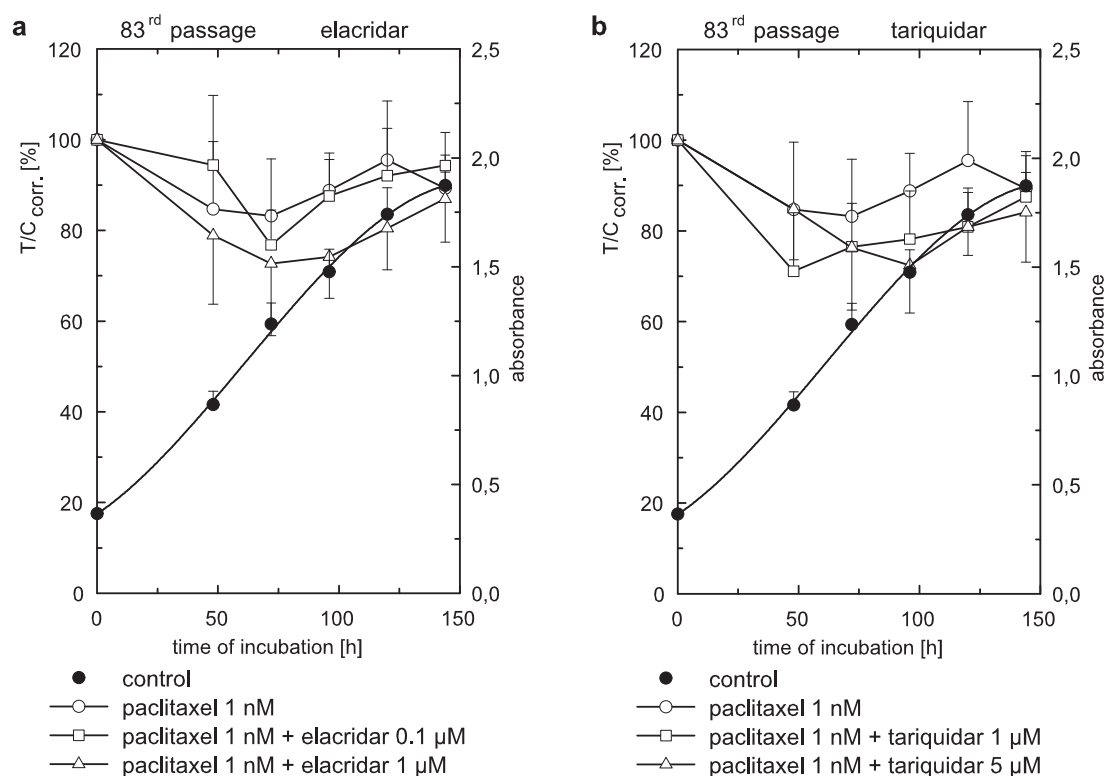 a
83rd passage elacridar
T/C corr. [%]
120
100
80
60
40
20
0
2,5
2,0
1,5
1,0
0,5
0,0
absorbance
0 50 100 150
time of incubation [h]
control
paclitaxel 1 nM
paclitaxel 1 nM + elacridar 0.1 µM
paclitaxel 1 nM + elacridar 1 µM
b
83rd passage tariquidar
T/C corr. [%]
120
100
80
60
40
20
0
2,5
2,0
1,5
1,0
0,5
0,0
absorbance
0 50 100 150
time of incubation [h]
control
paclitaxel 1 nM
paclitaxel 1 nM + tariquidar 1 µM
paclitaxel 1 nM + tariquidar 5 µM